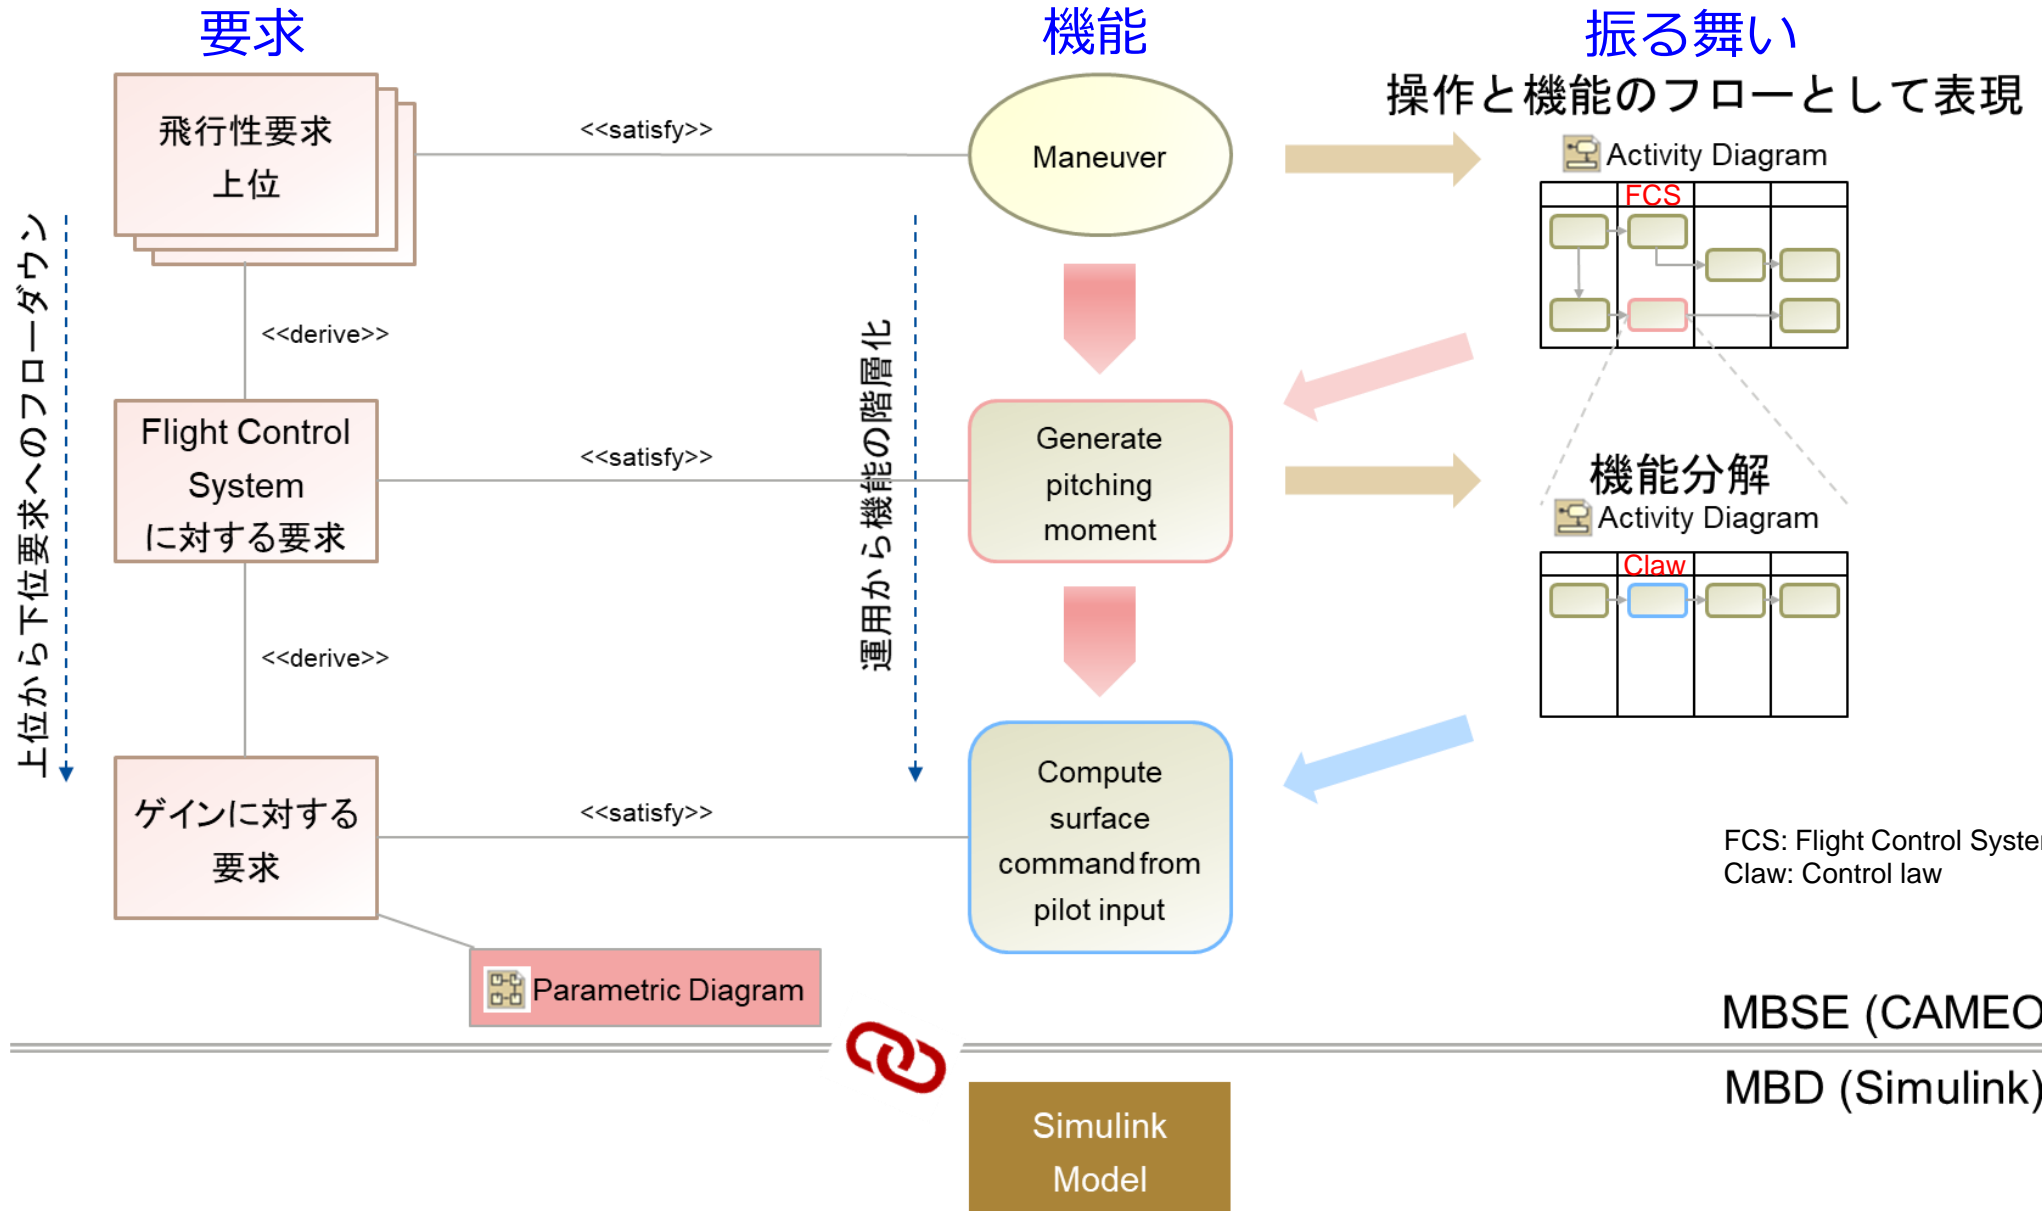 要求
機能
振る舞い
操作と機能のフローとして表現
飛行性要求
上位
<<satisfy>>
Maneuver
Activity Diagram
FCS
上位から下位要求へのフローダウン
<<derive>>
運用から機能の階層化
Flight Control
System
に対する要求
<<satisfy>>
Generate
pitching
moment
機能分解
Activity Diagram
Claw
<<derive>>
ゲインに対する
要求
<<satisfy>>
Compute
surface
command from
pilot input
FCS: Flight Control System
Claw: Control law
Parametric Diagram
MBSE (CAMEO
MBD (Simulink)
Simulink
Model